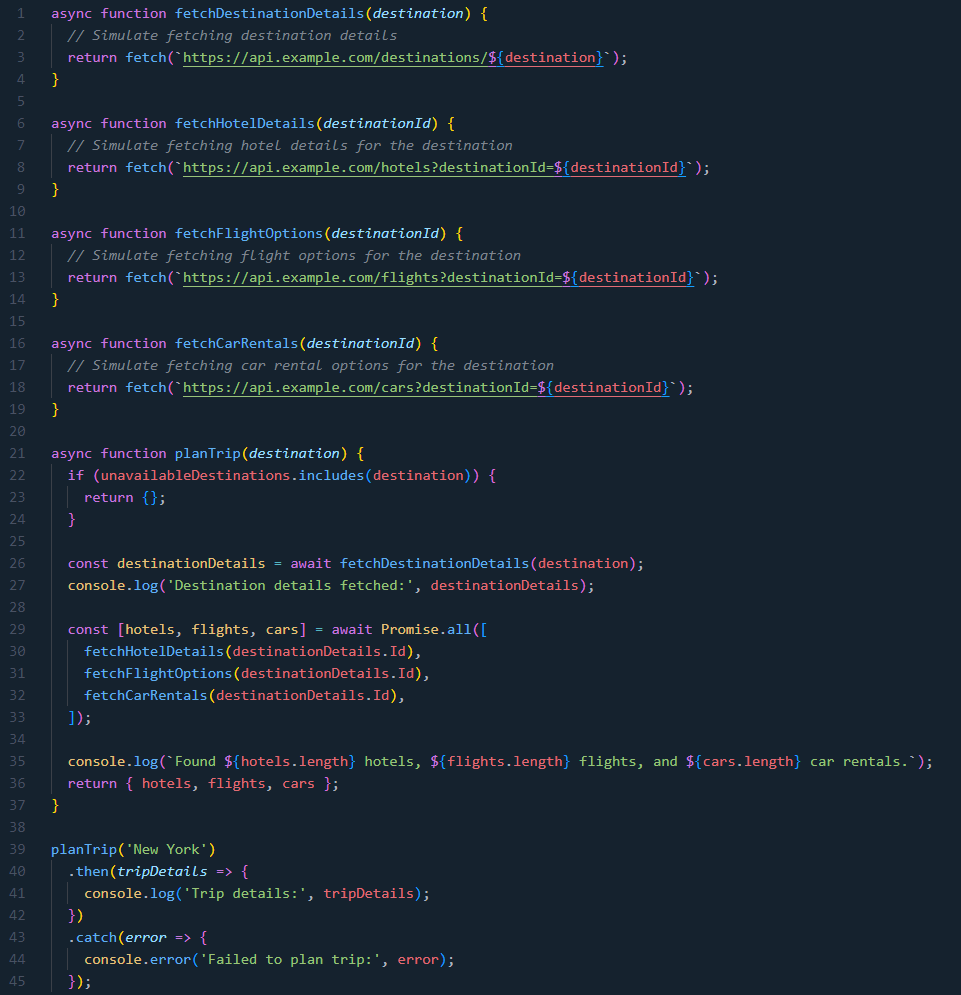 1 async function fetchDestinationDetails(destination) {
2   // Simulate fetching destination details
3   return fetch(`https://api.example.com/destinations/${destination}`);
4 }
5
6 async function fetchHotelDetails(destinationId) {
7   // Simulate fetching hotel details for the destination
8   return fetch(`https://api.example.com/hotels?destinationId=${destinationId}`);
9 }
10
11 async function fetchFlightOptions(destinationId) {
12   // Simulate fetching flight options for the destination
13   return fetch(`https://api.example.com/flights?destinationId=${destinationId}`);
14 }
15
16 async function fetchCarRentals(destinationId) {
17   // Simulate fetching car rental options for the destination
18   return fetch(`https://api.example.com/cars?destinationId=${destinationId}`);
19 }
20
21 async function planTrip(destination) {
22   if (unavailableDestinations.includes(destination)) {
23     return {};
24   }
25
26   const destinationDetails = await fetchDestinationDetails(destination);
27   console.log('Destination details fetched:', destinationDetails);
28
29   const [hotels, flights, cars] = await Promise.all([
30     fetchHotelDetails(destinationDetails.Id),
31     fetchFlightOptions(destinationDetails.Id),
32     fetchCarRentals(destinationDetails.Id),
33   ]);
34
35   console.log(`Found ${hotels.length} hotels, ${flights.length} flights, and ${cars.length} car rentals.`);
36   return { hotels, flights, cars };
37 }
38
39 planTrip('New York')
40   .then(tripDetails => {
41     console.log('Trip details:', tripDetails);
42   })
43   .catch(error => {
44     console.error('Failed to plan trip:', error);
45   });